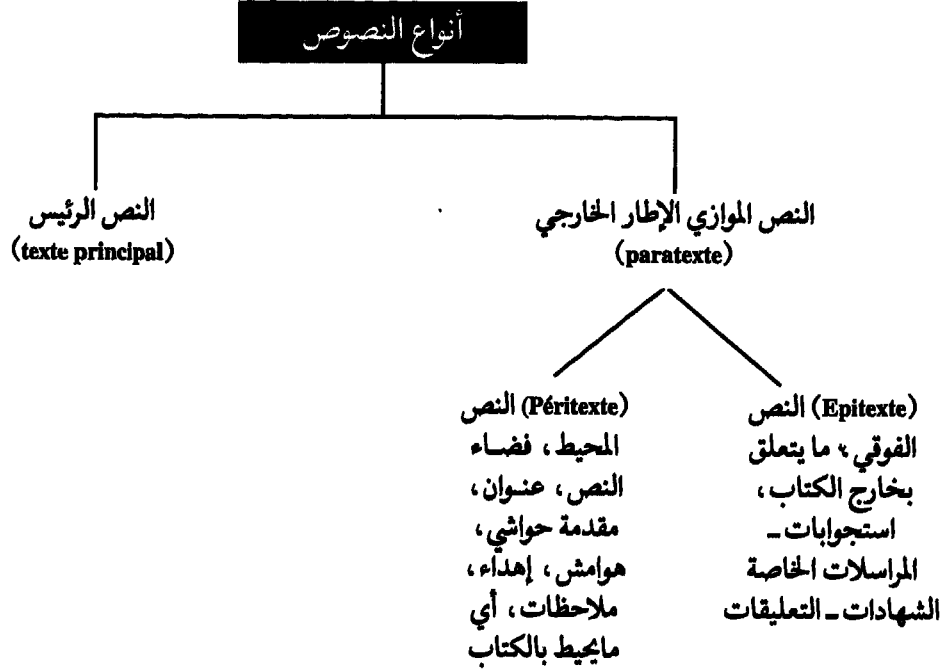 أنواع النصوص
النص الموازي الإطار الخارجي
(paratexte)
النص الرئيس
(texte principal)
(Epitexte) النص
الفوقي، ما يتعلق
بخارج الكتاب،
استجوابات ـ
المراسلات الخاصة
الشهادات ـ التعليقات
(Péritexte) النص
المحيط، فضاء
النص، عنوان،
مقدمة حواشي،
هوامش، إهداء،
ملاحظات، أي
مايحيط بالكتاب